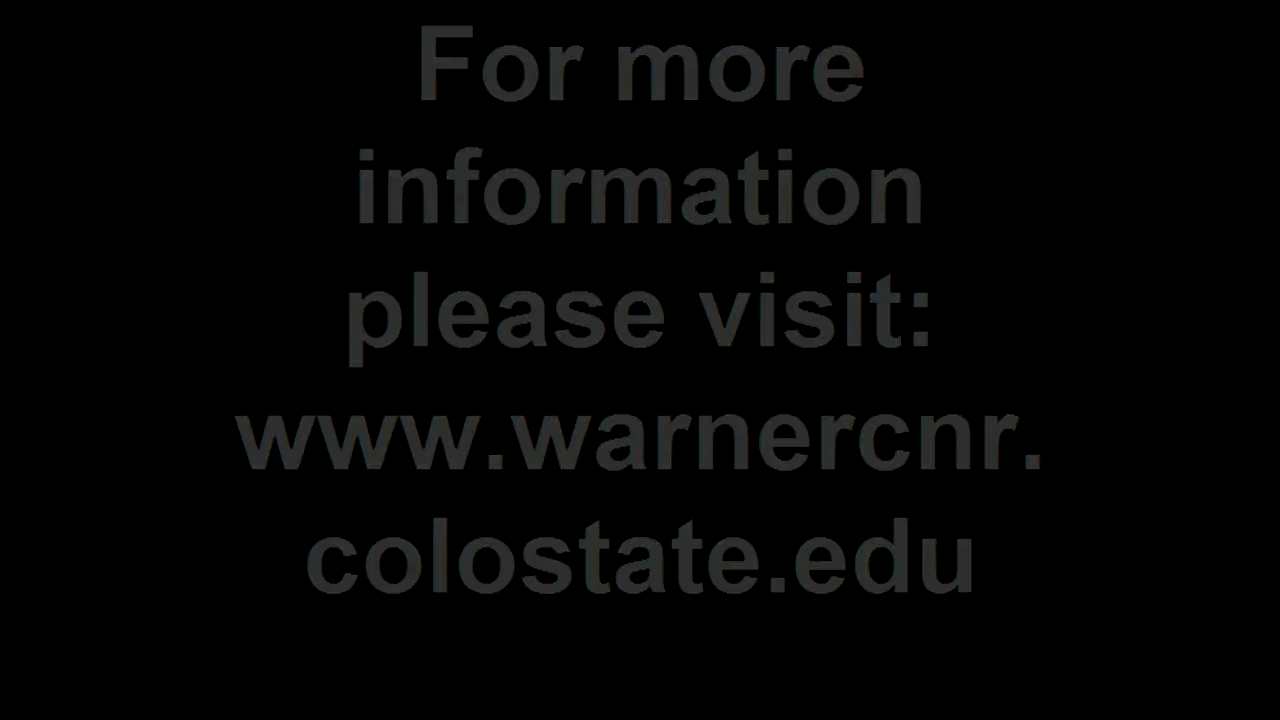 For more
information
please visit:
www.warnercnr.
colostate.edu